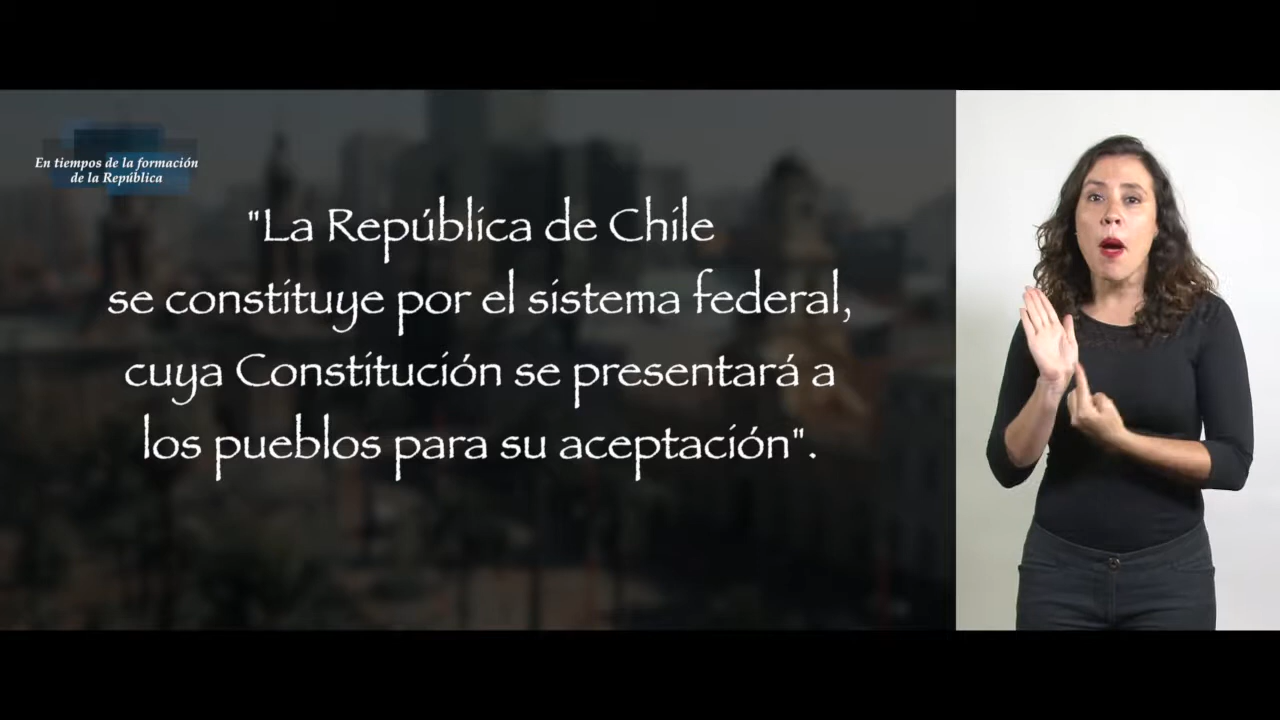 En tiempos de la formación
de la República
"La República de Chile
se constituye por el sistema federal,
cuya Constitución se presentará a
los pueblos para su aceptación".